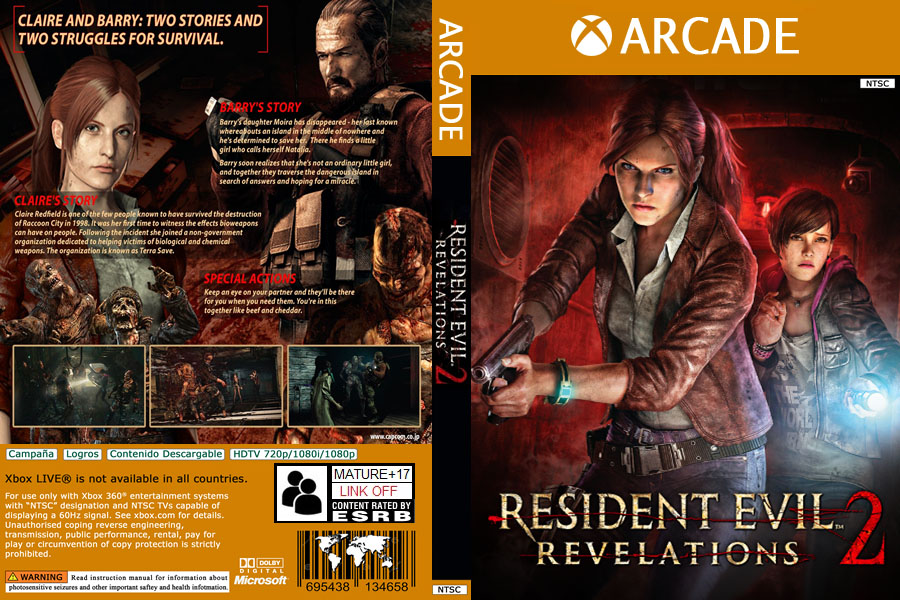 CLAIRE AND BARRY: TWO STORIES AND
TWO STRUGGLES FOR SURVIVAL.
BARRY'S STORY
Barry's daughter Moira has disappeared - her last known
whereabouts an island in the middle of nowhere and
he's determined to save her. There he finds a little
girl who calls herself Natalia.
Barry soon realizes that she's not an ordinary little girl,
and together they traverse the dangerous island in
search of answers and hoping for a miracle.
CLAIRE'S STORY
Claire Redfield is one of the few people known to have survived the destruction
of Raccoon City in 1998. It was her first time to witness the effects bioweapons
can have on people. Following the incident she joined a non-government
organization dedicated to helping victims of biological and chemical
weapons. The organization is known as Terra Save.
SPECIAL ACTIONS
Keep an eye on your partner and they'll be there
for you when you need them. You're in this
together like beef and cheddar.
www.capcom.co.jp
Campaña Logros Contenido Descargable HDTV 720p/1080i/1080p
Xbox LIVE® is not available in all countries.
For use only with Xbox 360® entertainment systems
with "NTSC" designation and NTSC TVs capable of
displaying a 60Hz signal. See xbox.com for details.
Unauthorised coping reverse engineering,
transmission, public performance, rental, pay for
play or circumvention of copy protection is strictly
prohibited.
WARNING Read instruction manual for information about
photosensitive seizures and other important saftey and health infotmation.
MATURE+17
LINK OFF
CONTENT RATED BY
ESRB
DOLBY
DIGITAL
Microsoft
695438 134658
ARCADE
RESIDENT EVIL
REVELATIONS 2
NTSC
ARCADE
NTSC
RESIDENT EVIL™
REVELATIONS 2